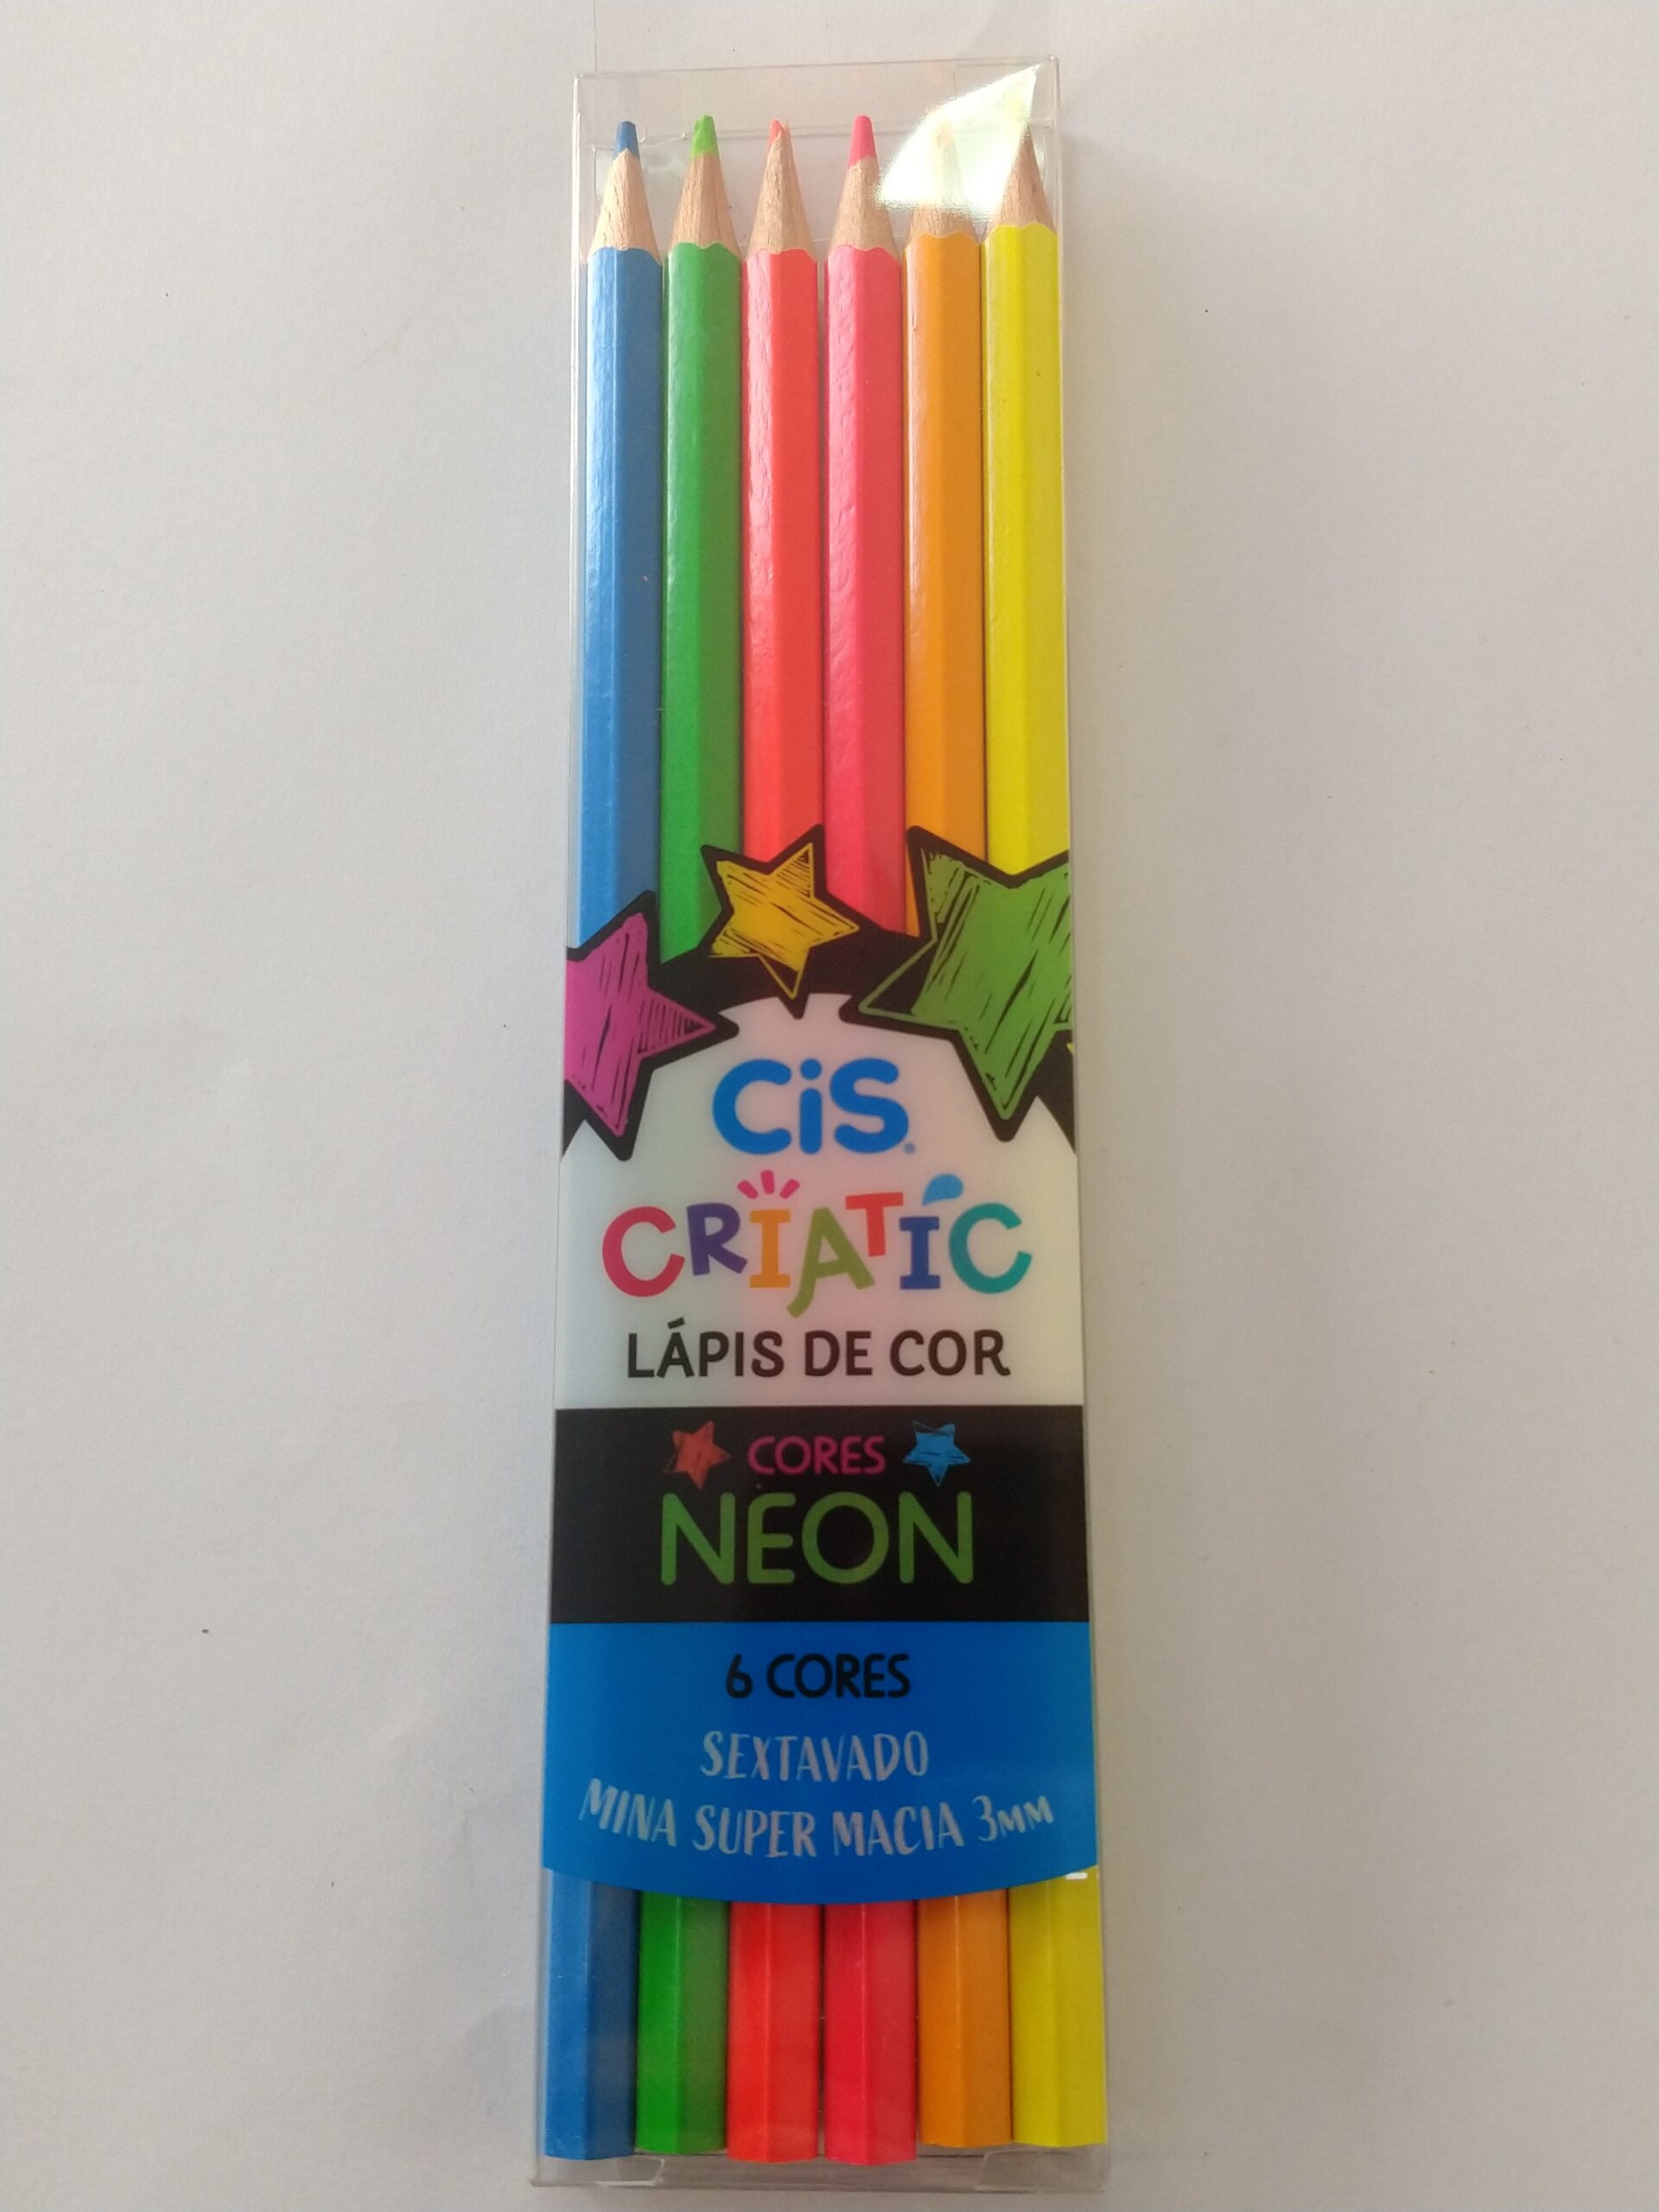 CiS
CRIATIC
LÁPIS DE COR
CORES
NEON
6 CORES
SEXTAVADO
MINA SUPER MACIA 3MM